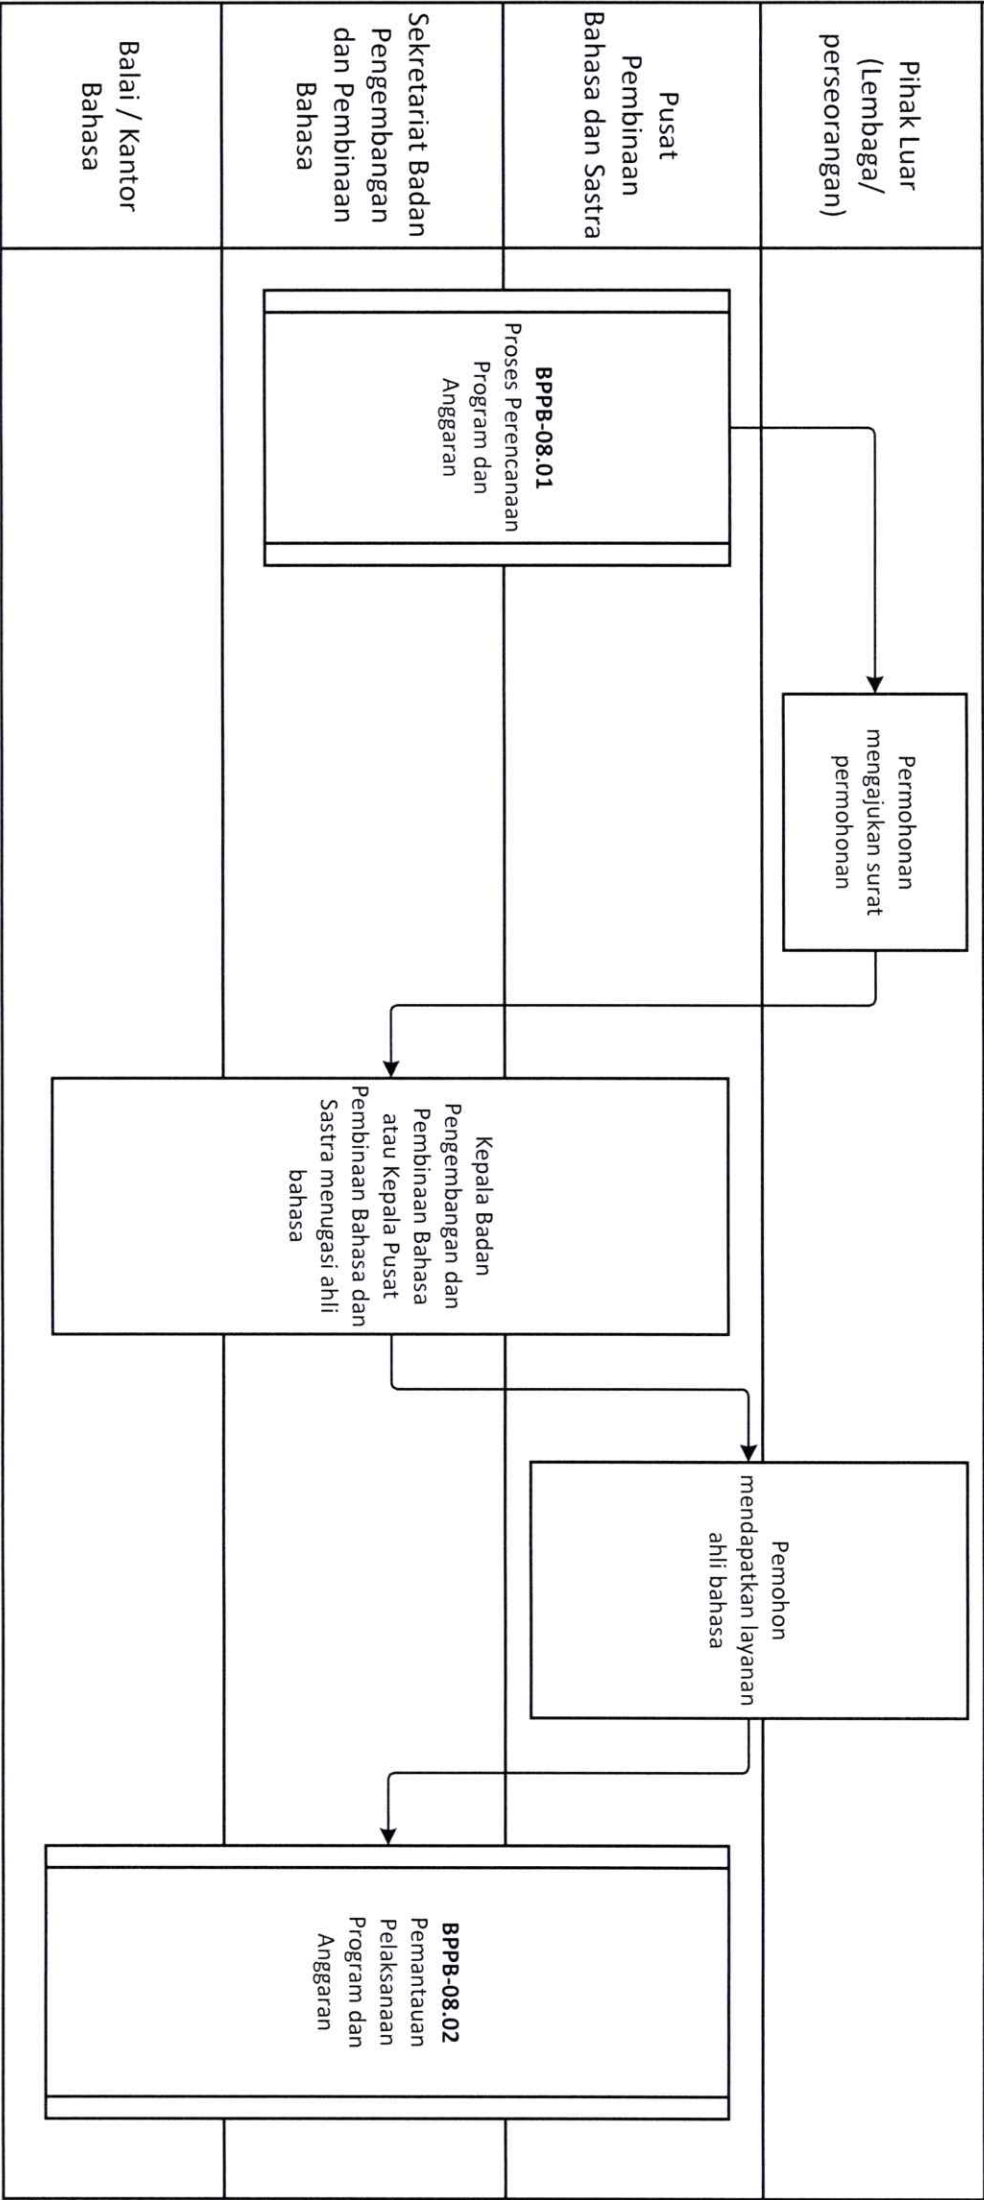 Pihak Luar
(Lembaga/
perseorangan)
Pusat
Pembinaan
Bahasa dan Sastra
Sekretariat Badan
Pengembangan
dan Pembinaan
Bahasa
Balai / Kantor
Bahasa
BPPB-08.01
Proses Perencanaan
Program dan
Anggaran
Permohonan
mengajukan surat
permohonan
Kepala Badan
Pengembangan dan
Pembinaan Bahasa
atau Kepala Pusat
Pembinaan Bahasa dan
Sastra menugasi ahli
bahasa
Pemohon
mendapatkan layanan
ahli bahasa
BPPB-08.02
Pemantauan
Pelaksanaan
Program dan
Anggaran